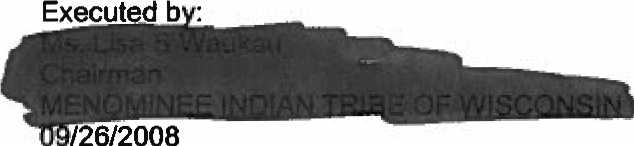 Executed by:
Ms. Lisa S Waukau
Chairman
MENOMINEE INDIAN TRIBE OF WISCONSIN
09/26/2008